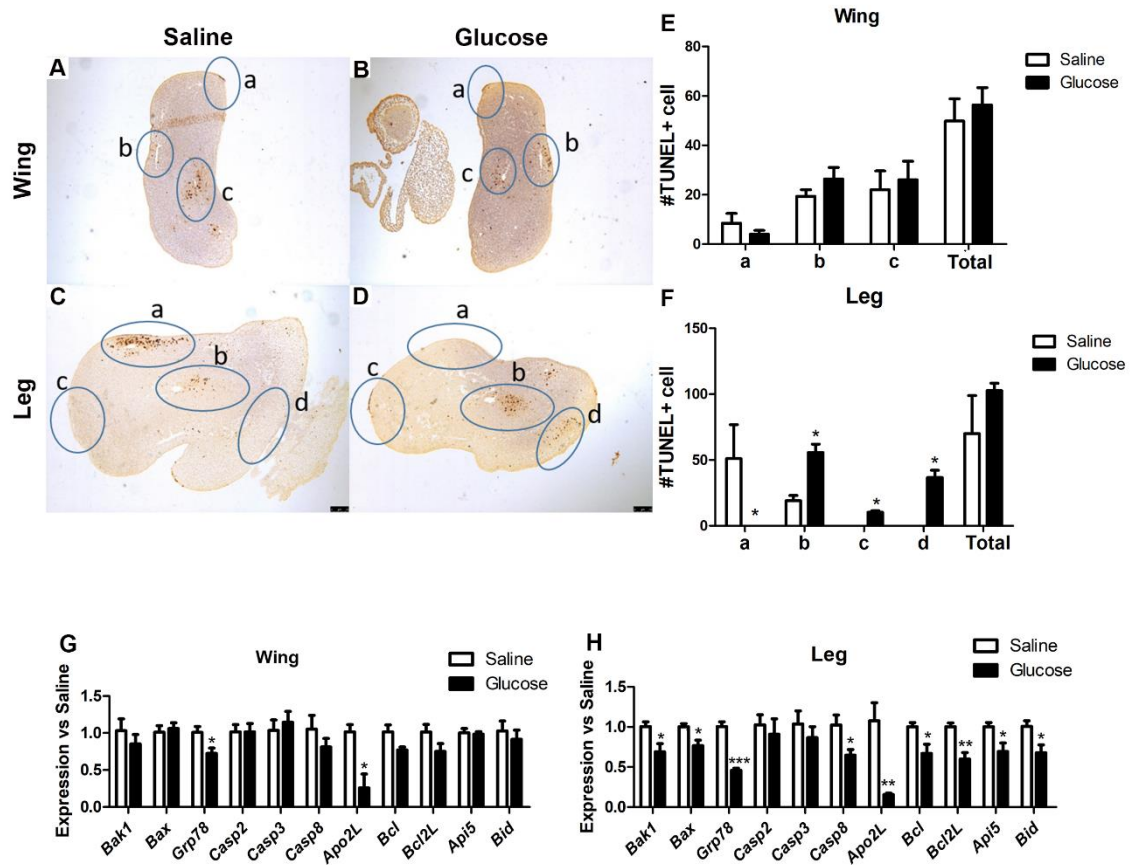 Saline
Glucose
Wing
Leg
A
a
b
c
B
a
b
c
C
a
b
c
d
D
a
b
c
d
E
Wing
Saline
Glucose
#TUNEL+ cell
80
60
40
20
0
a b c Total
F
Leg
Saline
Glucose
#TUNEL+ cell
150
100
50
0
* * * *
a b c d Total
G
Wing
Saline
Glucose
Expression vs Saline
1.5
1.0
0.5
0.0
* *
Bak1 Bax Grp78 Casp2 Casp3 Casp8 Apo2L Bcl Bcl2L Api5 Bid
H
Leg
Saline
Glucose
Expression vs Saline
1.5
1.0
0.5
0.0
* * *** * ** * ** * *
Bak1 Bax Grp78 Casp2 Casp3 Casp8 Apo2L Bcl Bcl2L Api5 Bid